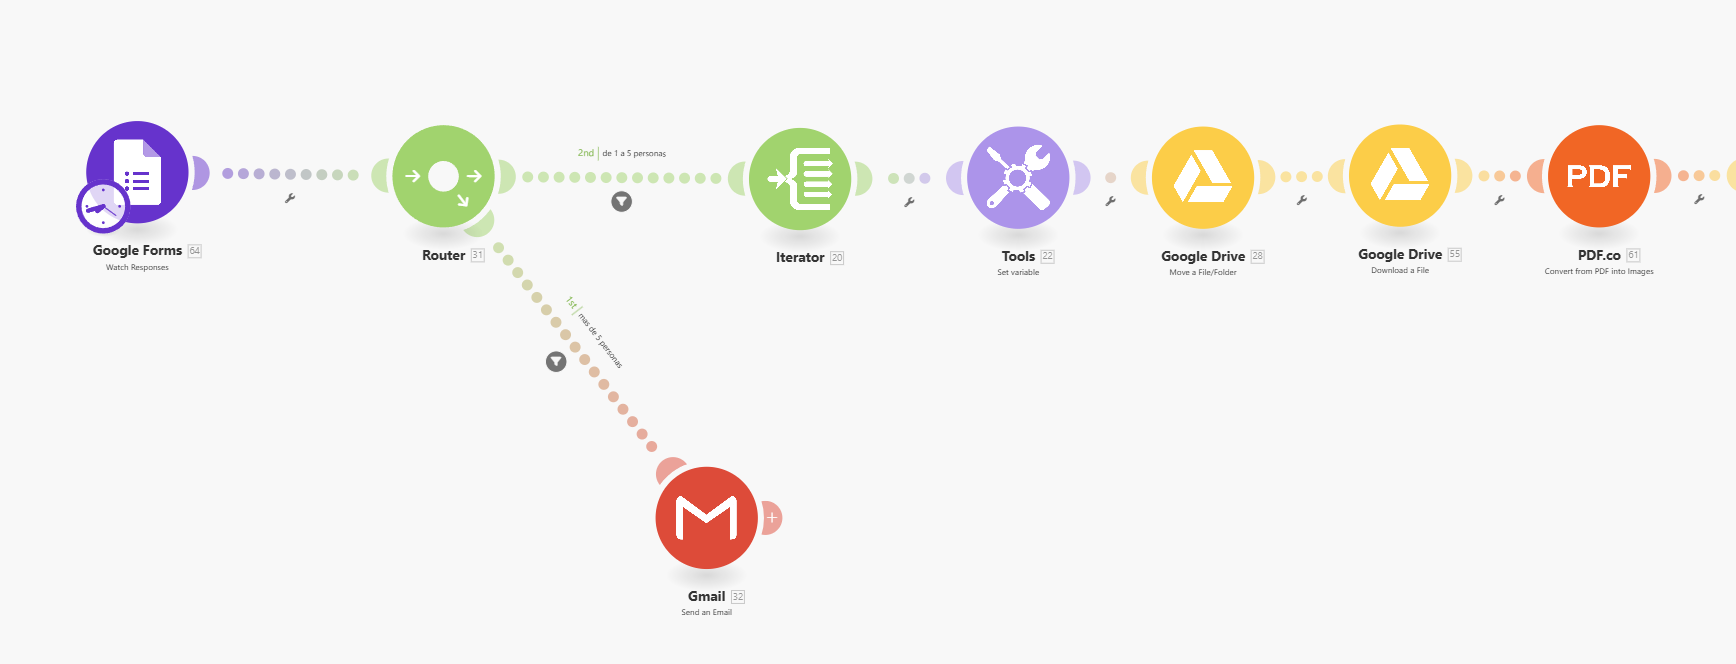 2nd | de 1 a 5 personas
PDF
Google Forms 64
Watch Responses
Router 31
Iterator 20
Tools 22
Set variable
Google Drive 28
Move a File/Folder
Google Drive 55
Download a File
PDF.co 61
Convert from PDF into Images
1st | mas de 5 personas
Gmail 32
Send an Email